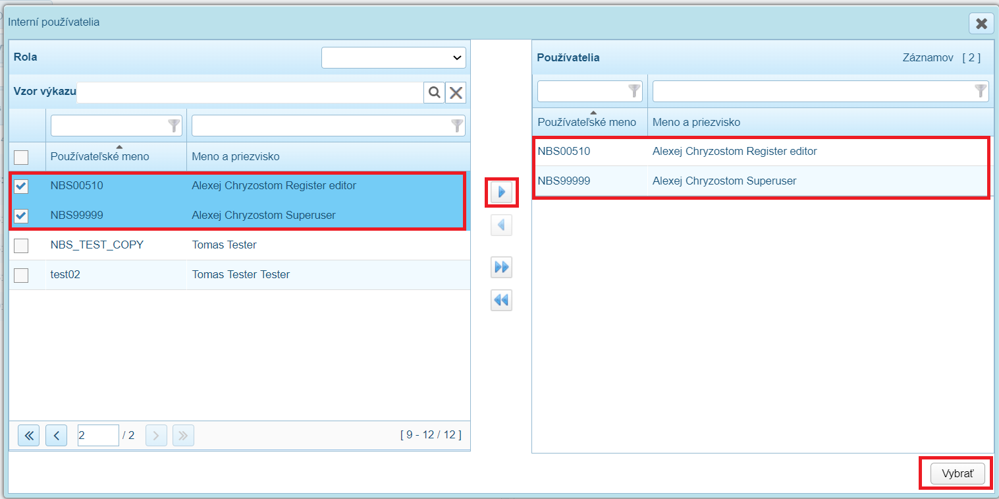 Interní používatelia
Rola
Vzor výkazu
Používateľské meno Meno a priezvisko
NBS00510 Alexej Chryzostom Register editor
NBS99999 Alexej Chryzostom Superuser
NBS_TEST_COPY Tomas Tester
test02 Tomas Tester Tester
2 / 2 [ 9 - 12 / 12 ]
Používatelia Záznamov [ 2 ]
Používateľské meno Meno a priezvisko
NBS00510 Alexej Chryzostom Register editor
NBS99999 Alexej Chryzostom Superuser
Vybrať